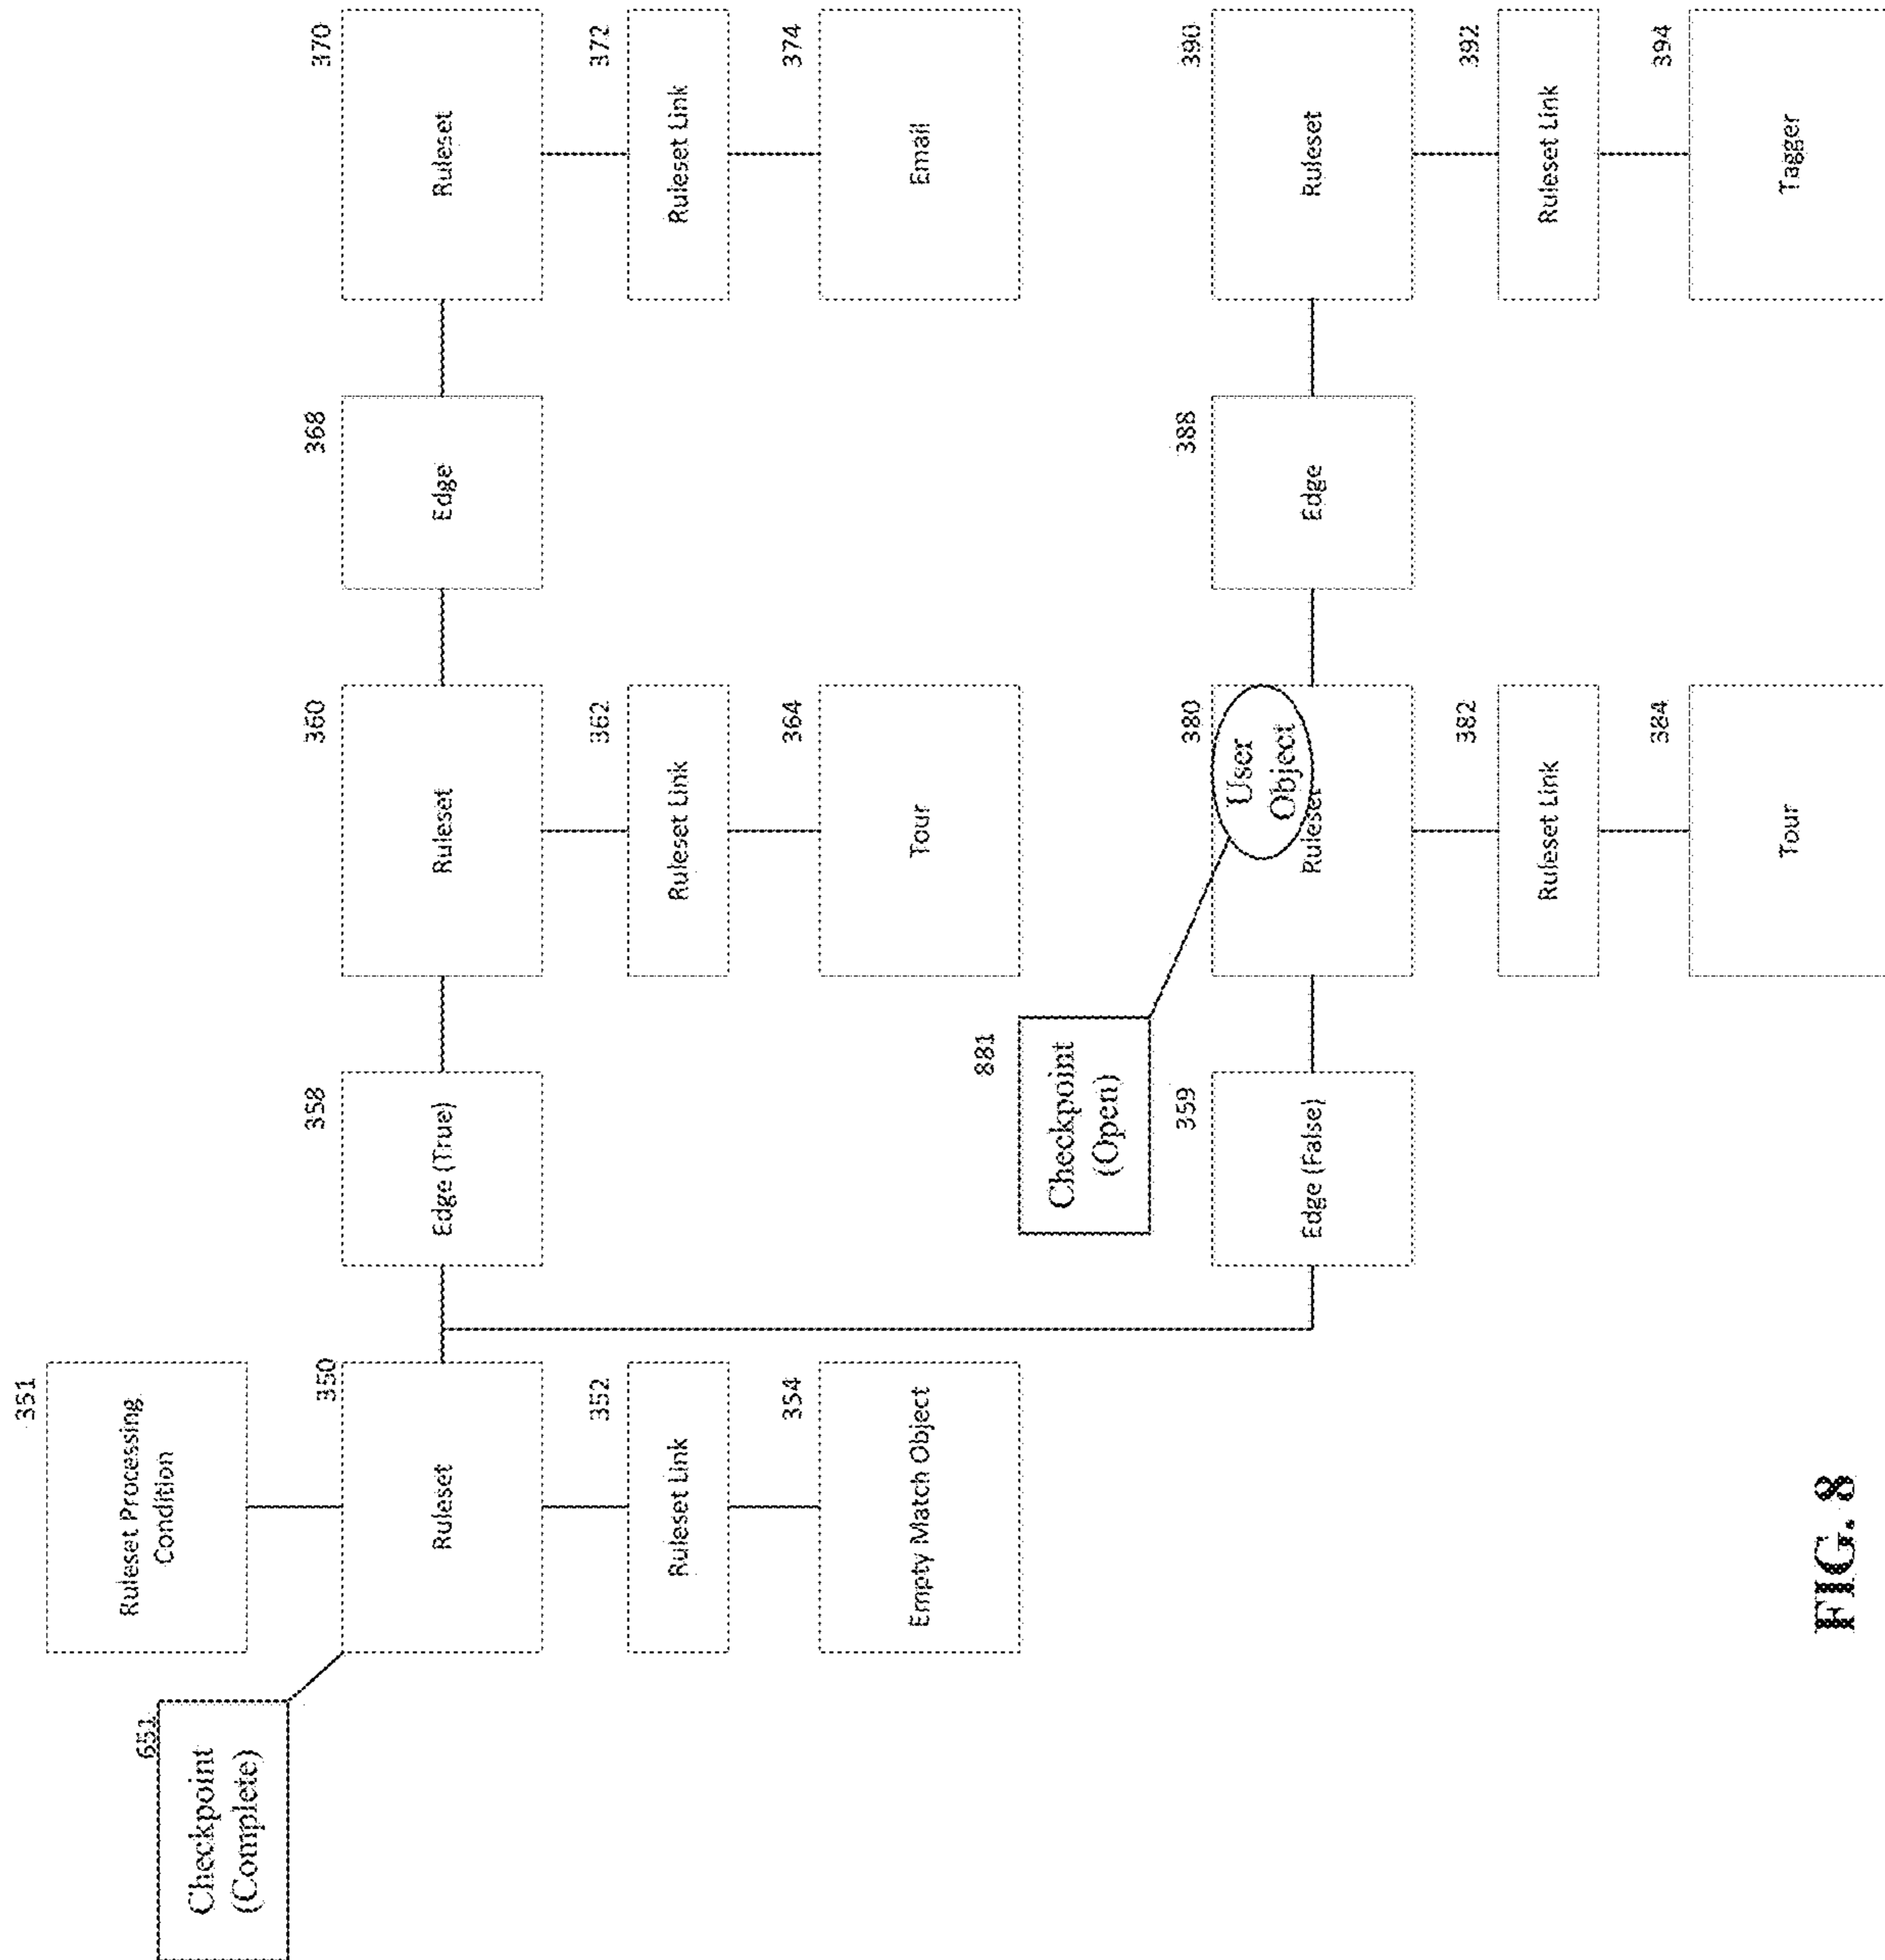 651
Checkpoint
(Complete)
351
Ruleset Processing
Condition
350
Ruleset
352
Ruleset Link
354
Empty Match Object
358
Edge (True)
360
Ruleset
362
Ruleset Link
364
Tour
368
Edge
370
Ruleset
372
Ruleset Link
374
Email
881
Checkpoint
(Open)
359
Edge (False)
380
User
Object
Ruleset
382
Ruleset Link
384
Tour
388
Edge
390
Ruleset
392
Ruleset Link
394
Tagger
FIG. 8